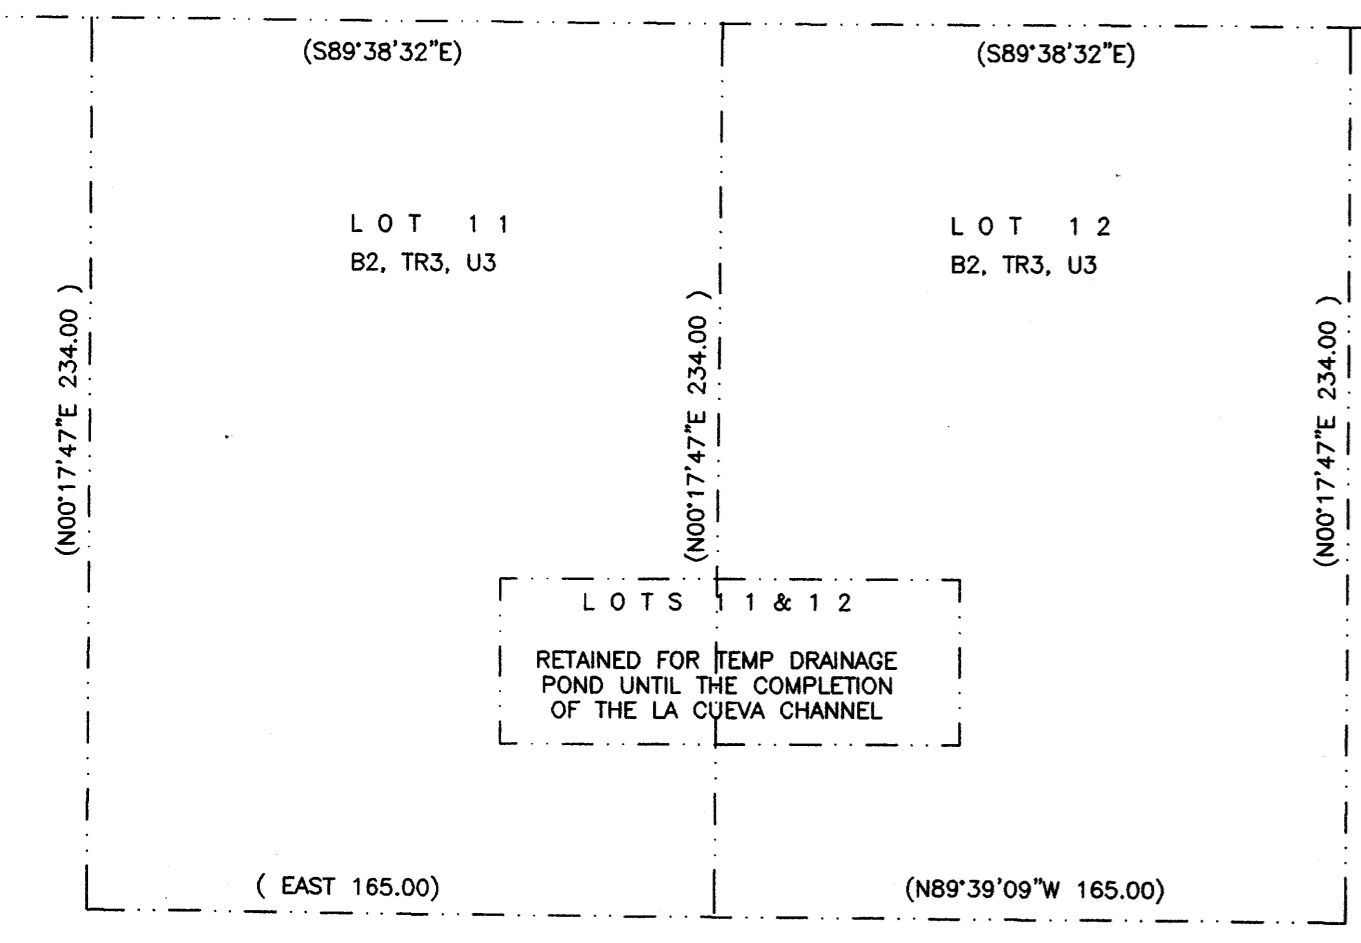 (S89°38'32"E)
(S89°38'32"E)
LOT 11
B2, TR3, U3
LOT 12
B2, TR3, U3
(N00°17'47"E 234.00 )
(N00°17'47"E 234.00 )
(N00°17'47"E 234.00 )
LOTS 11&12
RETAINED FOR TEMP DRAINAGE
POND UNTIL THE COMPLETION
OF THE LA CUEVA CHANNEL
( EAST 165.00)
(N89°39'09"W 165.00)